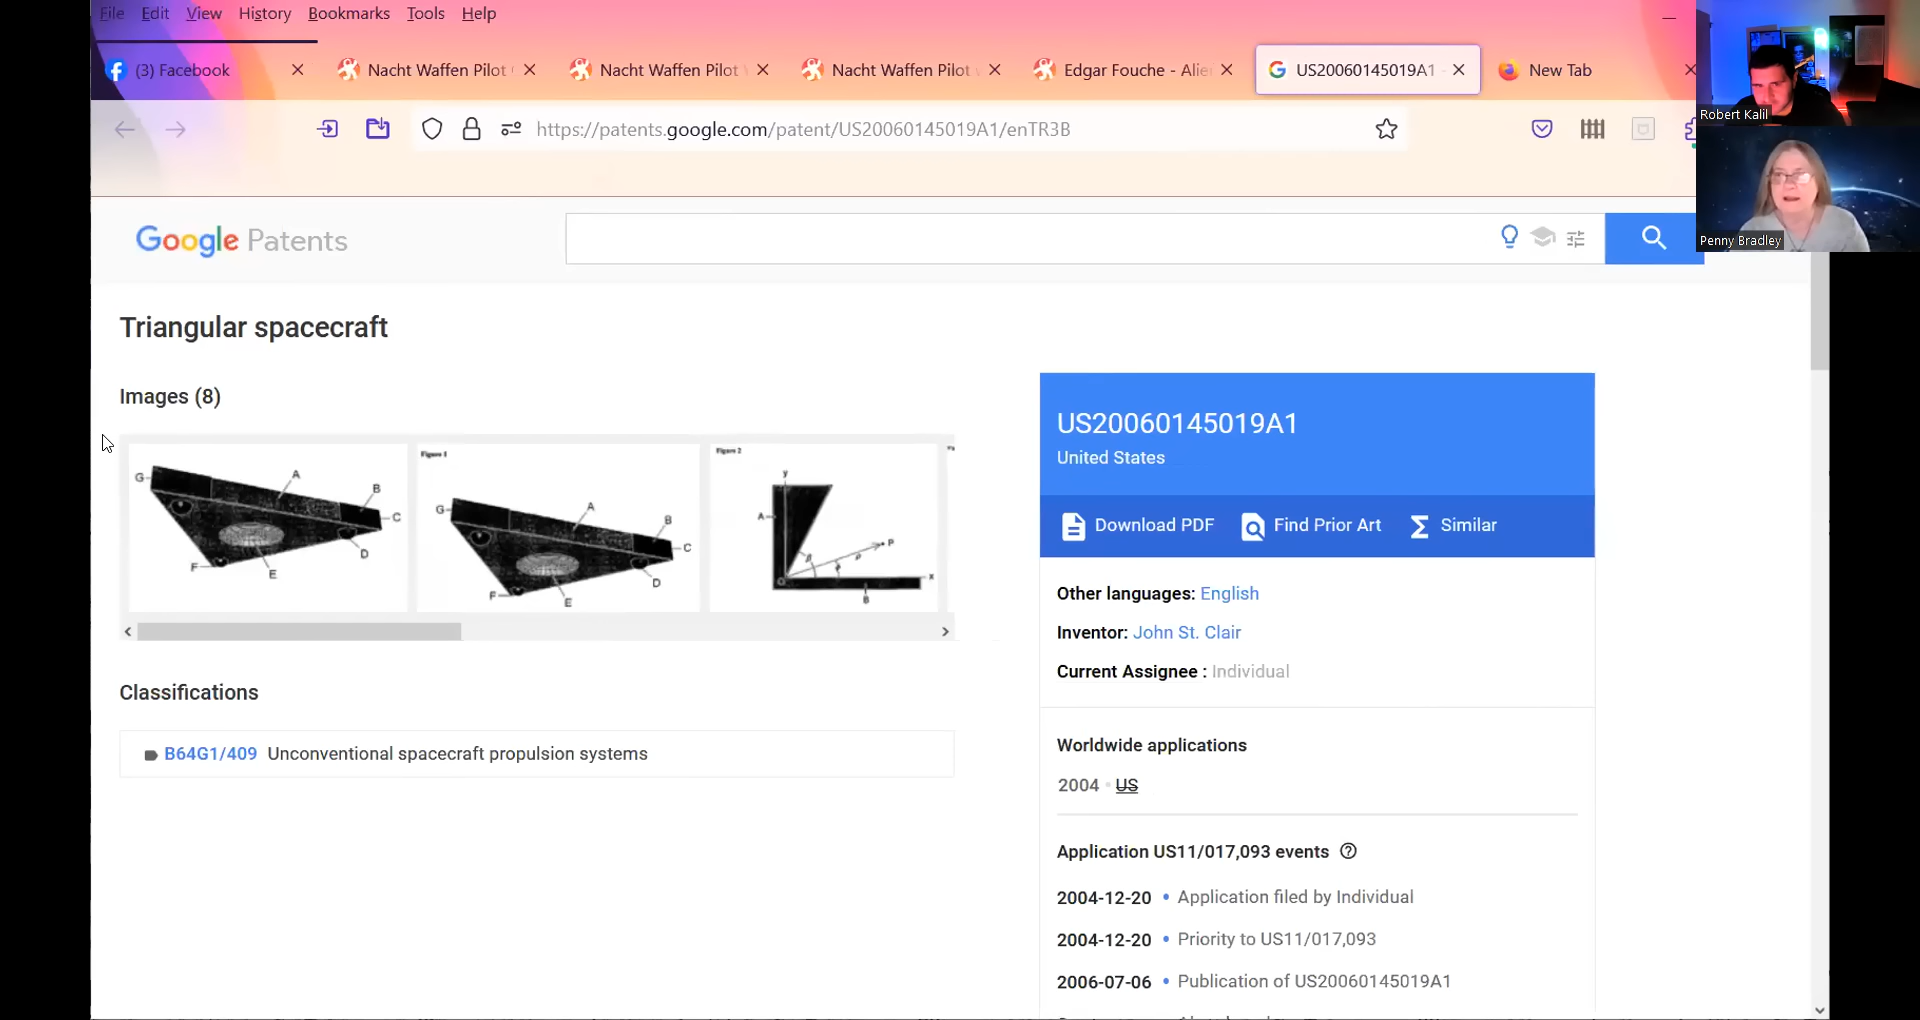 File Edit View History Bookmarks Tools Help
(3) Facebook
Nacht Waffen Pilot
Nacht Waffen Pilot
Nacht Waffen Pilot
Edgar Fouche - Alie
US20060145019A1
New Tab
https://patents.google.com/patent/US20060145019A1/enTR3B
Robert Kalil
Penny Bradley
Google Patents
Triangular spacecraft
Images (8)
G A B C D E F
Figure 1
G A B C D E F
Figure 2
y A P x B
US20060145019A1
United States
Download PDF Find Prior Art Similar
Other languages: English
Inventor: John St. Clair
Current Assignee : Individual
Classifications
B64G1/409 Unconventional spacecraft propulsion systems
Worldwide applications
2004 • US
Application US11/017,093 events
2004-12-20 • Application filed by Individual
2004-12-20 • Priority to US11/017,093
2006-07-06 • Publication of US20060145019A1